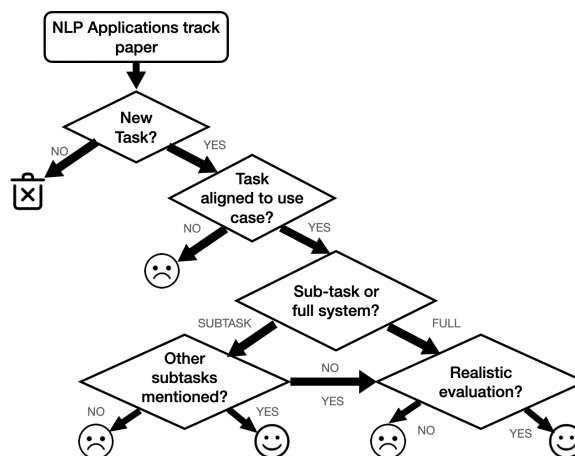 NLP Applications track
paper
New
Task?
NO
YES
Task
aligned to use
case?
NO
YES
Sub-task or
full system?
SUBTASK
FULL
Other
subtasks
mentioned?
NO
YES
Realistic
evaluation?
NO
YES
NO
YES